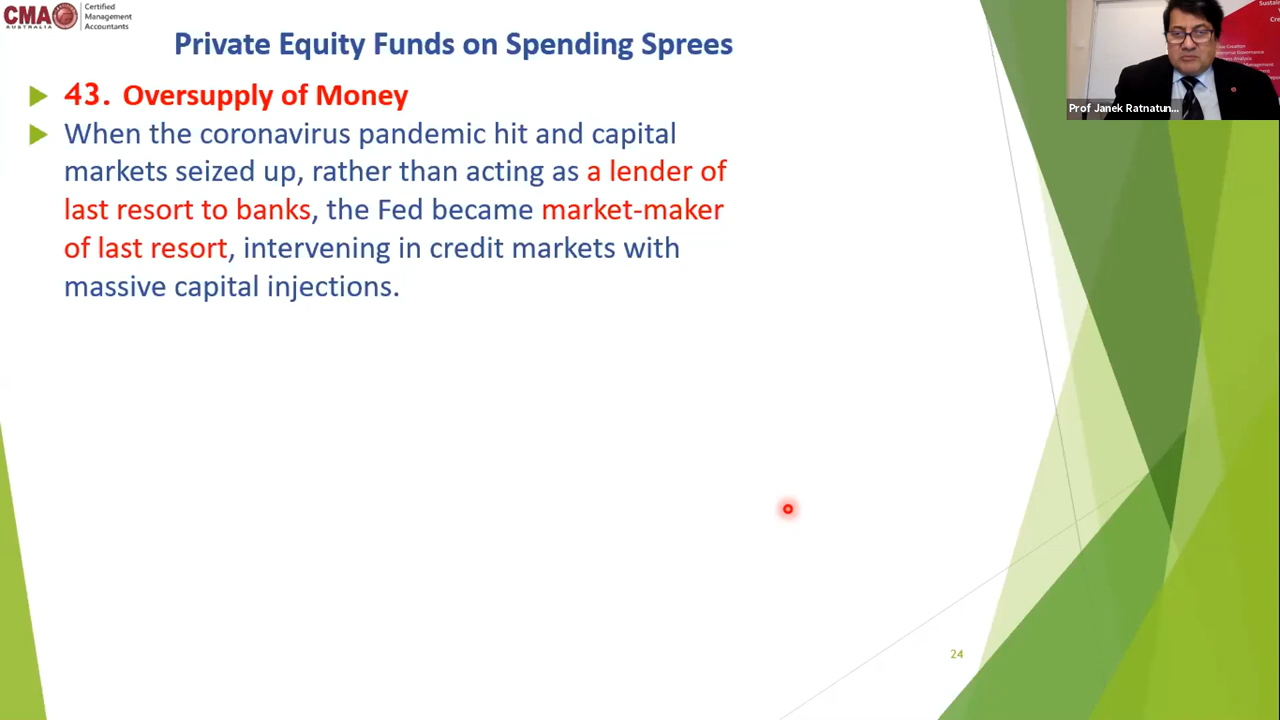 CMA
AUSTRALIA
Certified
Management
Accountants
Private Equity Funds on Spending Sprees
43. Oversupply of Money
When the coronavirus pandemic hit and capital
markets seized up, rather than acting as a lender of
last resort to banks, the Fed became market-maker
of last resort, intervening in credit markets with
massive capital injections.
Prof Janek Ratnatun...
24